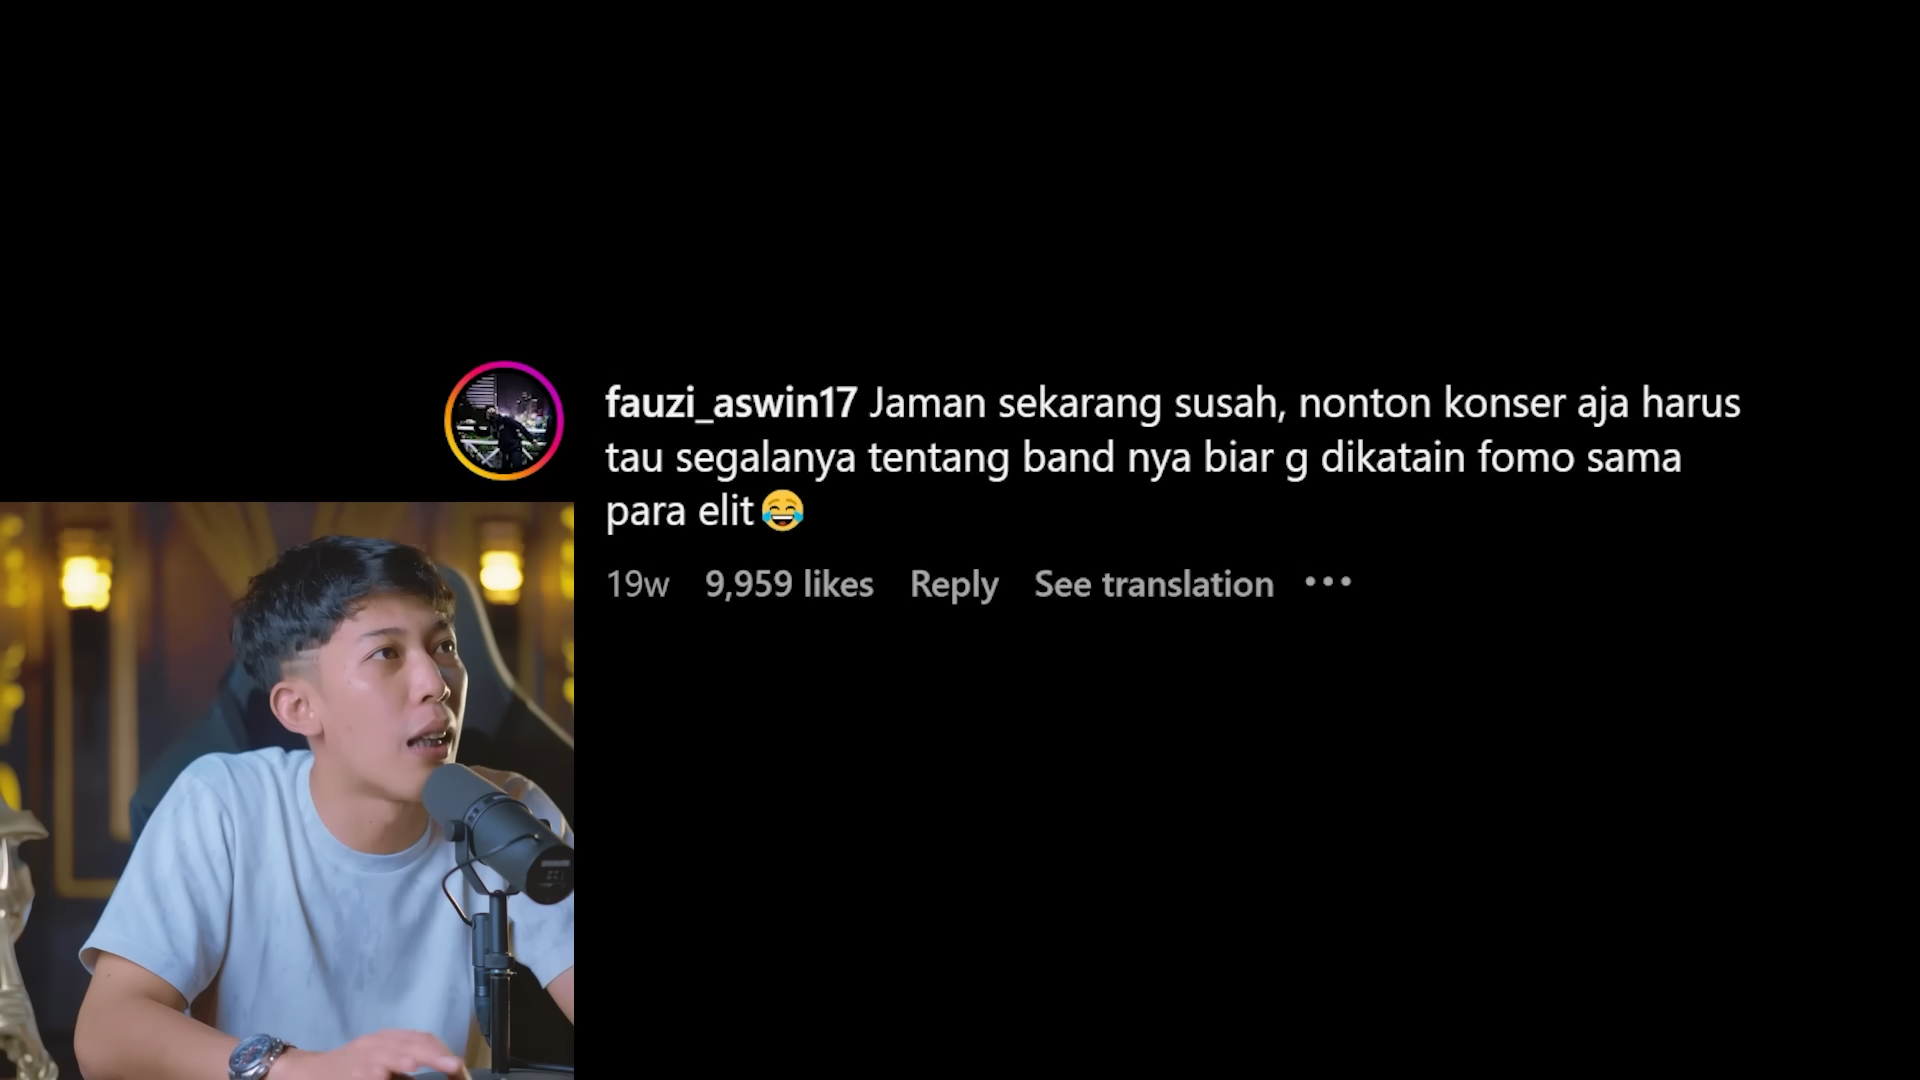 fauzi_aswin17 Jaman sekarang susah, nonton konser aja harus
tau segalanya tentang band nya biar g dikatain fomo sama
para elit😂
19w 9,959 likes Reply See translation •••